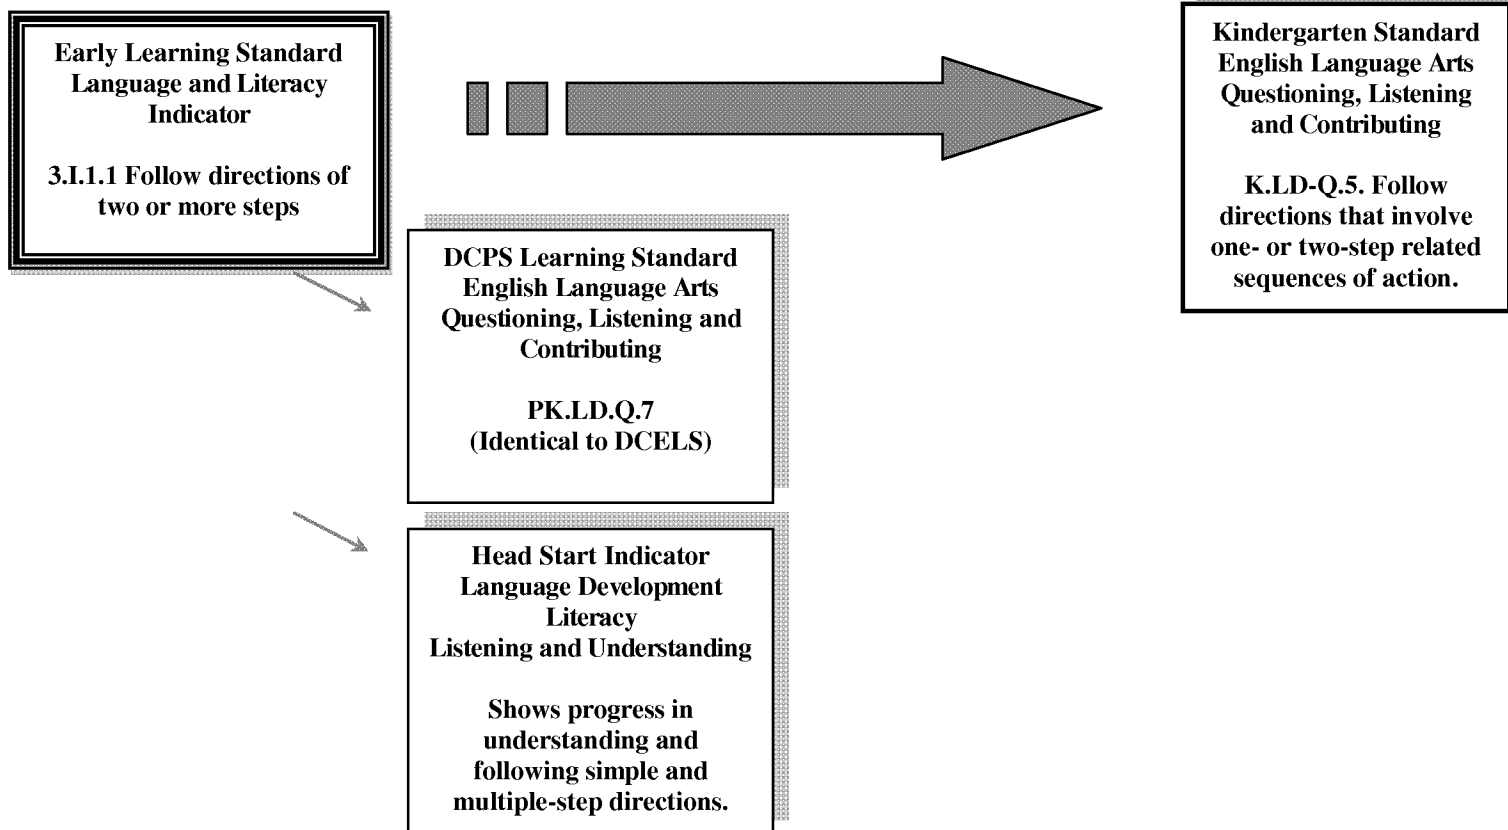 Early Learning Standard
Language and Literacy
Indicator
3.I.1.1 Follow directions of
two or more steps
Kindergarten Standard
English Language Arts
Questioning, Listening
and Contributing
K.LD-Q.5. Follow
directions that involve
one- or two-step related
sequences of action.
DCPS Learning Standard
English Language Arts
Questioning, Listening and
Contributing
PK.LD.Q.7
(Identical to DCELS)
Head Start Indicator
Language Development
Literacy
Listening and Understanding
Shows progress in
understanding and
following simple and
multiple-step directions.